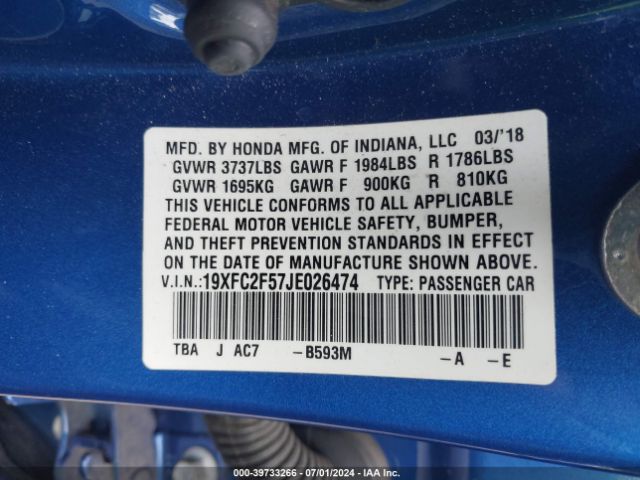 MFD. BY HONDA MFG. OF INDIANA, LLC 03/'18
GVWR 3737LBS GAWR F 1984LBS R 1786LBS
GVWR 1695KG GAWR F 900KG R 810KG
THIS VEHICLE CONFORMS TO ALL APPLICABLE
FEDERAL MOTOR VEHICLE SAFETY, BUMPER,
AND THEFT PREVENTION STANDARDS IN EFFECT
ON THE DATE OF MANUFACTURE SHOWN ABOVE.
V.I.N.:19XFC2F57JE026474 TYPE: PASSENGER CAR
TBA J AC7 –B593M –A –E
000-39733266 - 07/01/2024 - IAA Inc.